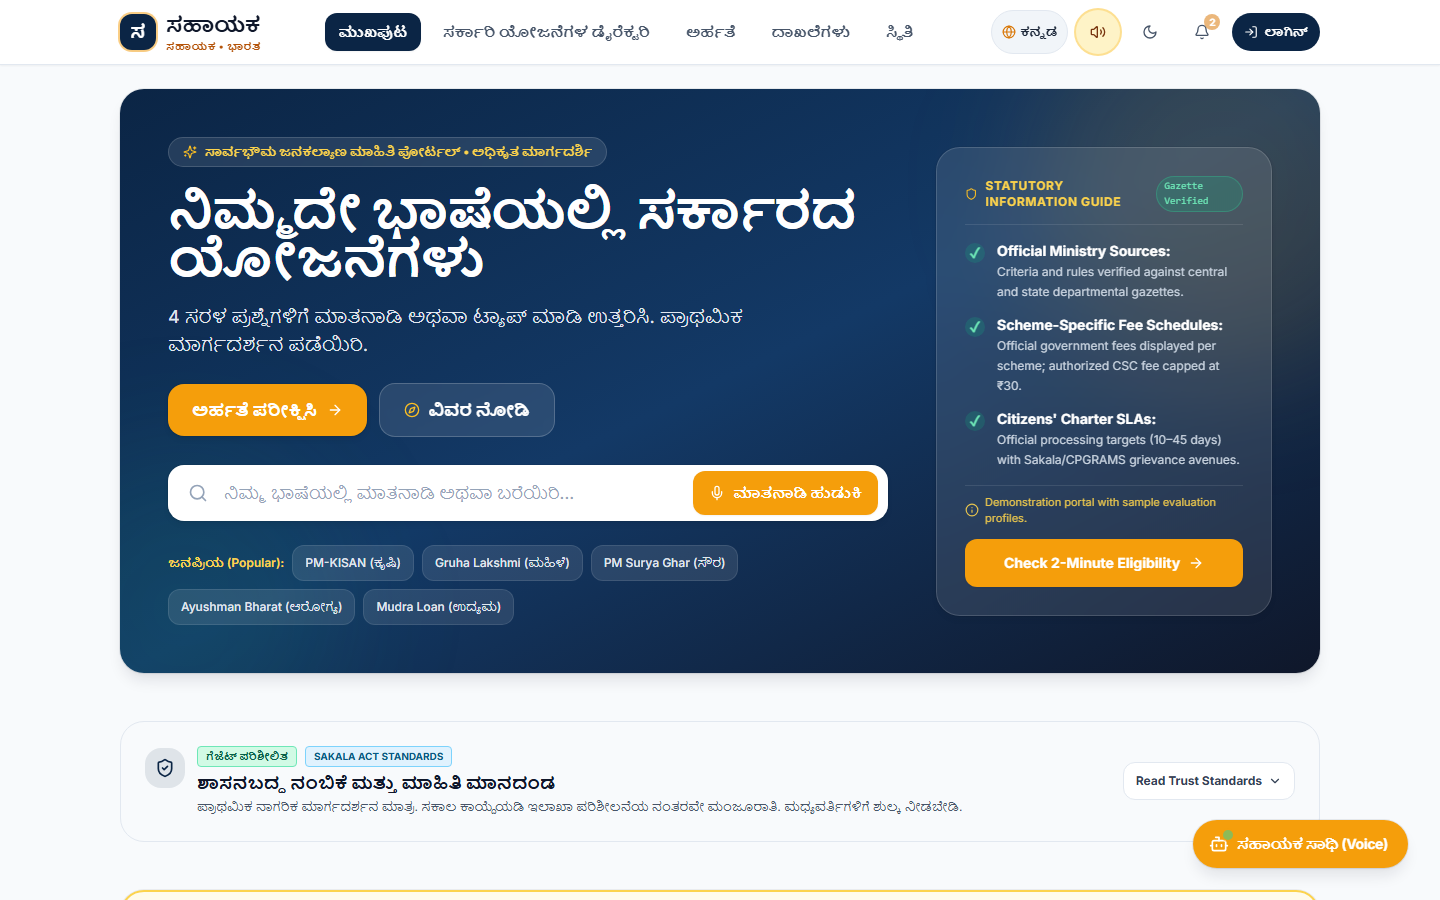 ಸ
ಸಹಾಯಕ
ಸಹಾಯಕ • ಭಾರತ
ಮುಖಪುಟ
ಸರ್ಕಾರಿ ಯೋಜನೆಗಳ ಡೈರೆಕ್ಟರಿ
ಅರ್ಹತೆ
ದಾಖಲೆಗಳು
ಸ್ಥಿತಿ
ಕನ್ನಡ
2
ಲಾಗಿನ್
ಸಾರ್ವಭೌಮ ಜನಕಲ್ಯಾಣ ಮಾಹಿತಿ ಪೋರ್ಟಲ್ • ಅಧಿಕೃತ ಮಾರ್ಗದರ್ಶಿ
ನಿಮ್ಮದೇ ಭಾಷೆಯಲ್ಲಿ ಸರ್ಕಾರದ
ಯೋಜನೆಗಳು
4 ಸರಳ ಪ್ರಶ್ನೆಗಳಿಗೆ ಮಾತನಾಡಿ ಅಥವಾ ಟ್ಯಾಪ್ ಮಾಡಿ ಉತ್ತರಿಸಿ. ಪ್ರಾಥಮಿಕ
ಮಾರ್ಗದರ್ಶನ ಪಡೆಯಿರಿ.
ಅರ್ಹತೆ ಪರೀಕ್ಷಿಸಿ
ವಿವರ ನೋಡಿ
ನಿಮ್ಮ ಭಾಷೆಯಲ್ಲಿ ಮಾತನಾಡಿ ಅಥವಾ ಬರೆಯಿರಿ...
ಮಾತನಾಡಿ ಹುಡುಕಿ
ಜನಪ್ರಿಯ (Popular):
PM-KISAN (ಕೃಷಿ)
Gruha Lakshmi (ಮಹಿಳೆ)
PM Surya Ghar (ಸೌರ)
Ayushman Bharat (ಆರೋಗ್ಯ)
Mudra Loan (ಉದ್ಯಮ)
STATUTORY
INFORMATION GUIDE
Gazette
Verified
Official Ministry Sources:
Criteria and rules verified against central
and state departmental gazettes.
Scheme-Specific Fee Schedules:
Official government fees displayed per
scheme; authorized CSC fee capped at
₹30.
Citizens' Charter SLAs:
Official processing targets (10–45 days)
with Sakala/CPGRAMS grievance avenues.
Demonstration portal with sample evaluation
profiles.
Check 2-Minute Eligibility
ಗೆಜೆಟ್ ಪರಿಶೀಲಿತ
SAKALA ACT STANDARDS
ಶಾಸನಬದ್ಧ ನಂಬಿಕೆ ಮತ್ತು ಮಾಹಿತಿ ಮಾನದಂಡ
ಪ್ರಾಥಮಿಕ ನಾಗರಿಕ ಮಾರ್ಗದರ್ಶನ ಮಾತ್ರ. ಸಕಾಲ ಕಾಯ್ದೆಯಡಿ ಇಲಾಖಾ ಪರಿಶೀಲನೆಯ ನಂತರವೇ ಮಂಜೂರಾತಿ. ಮಧ್ಯವರ್ತಿಗಳಿಗೆ ಶುಲ್ಕ ನೀಡಬೇಡಿ.
Read Trust Standards
ಸಹಾಯಕ ಸಾಥಿ (Voice)